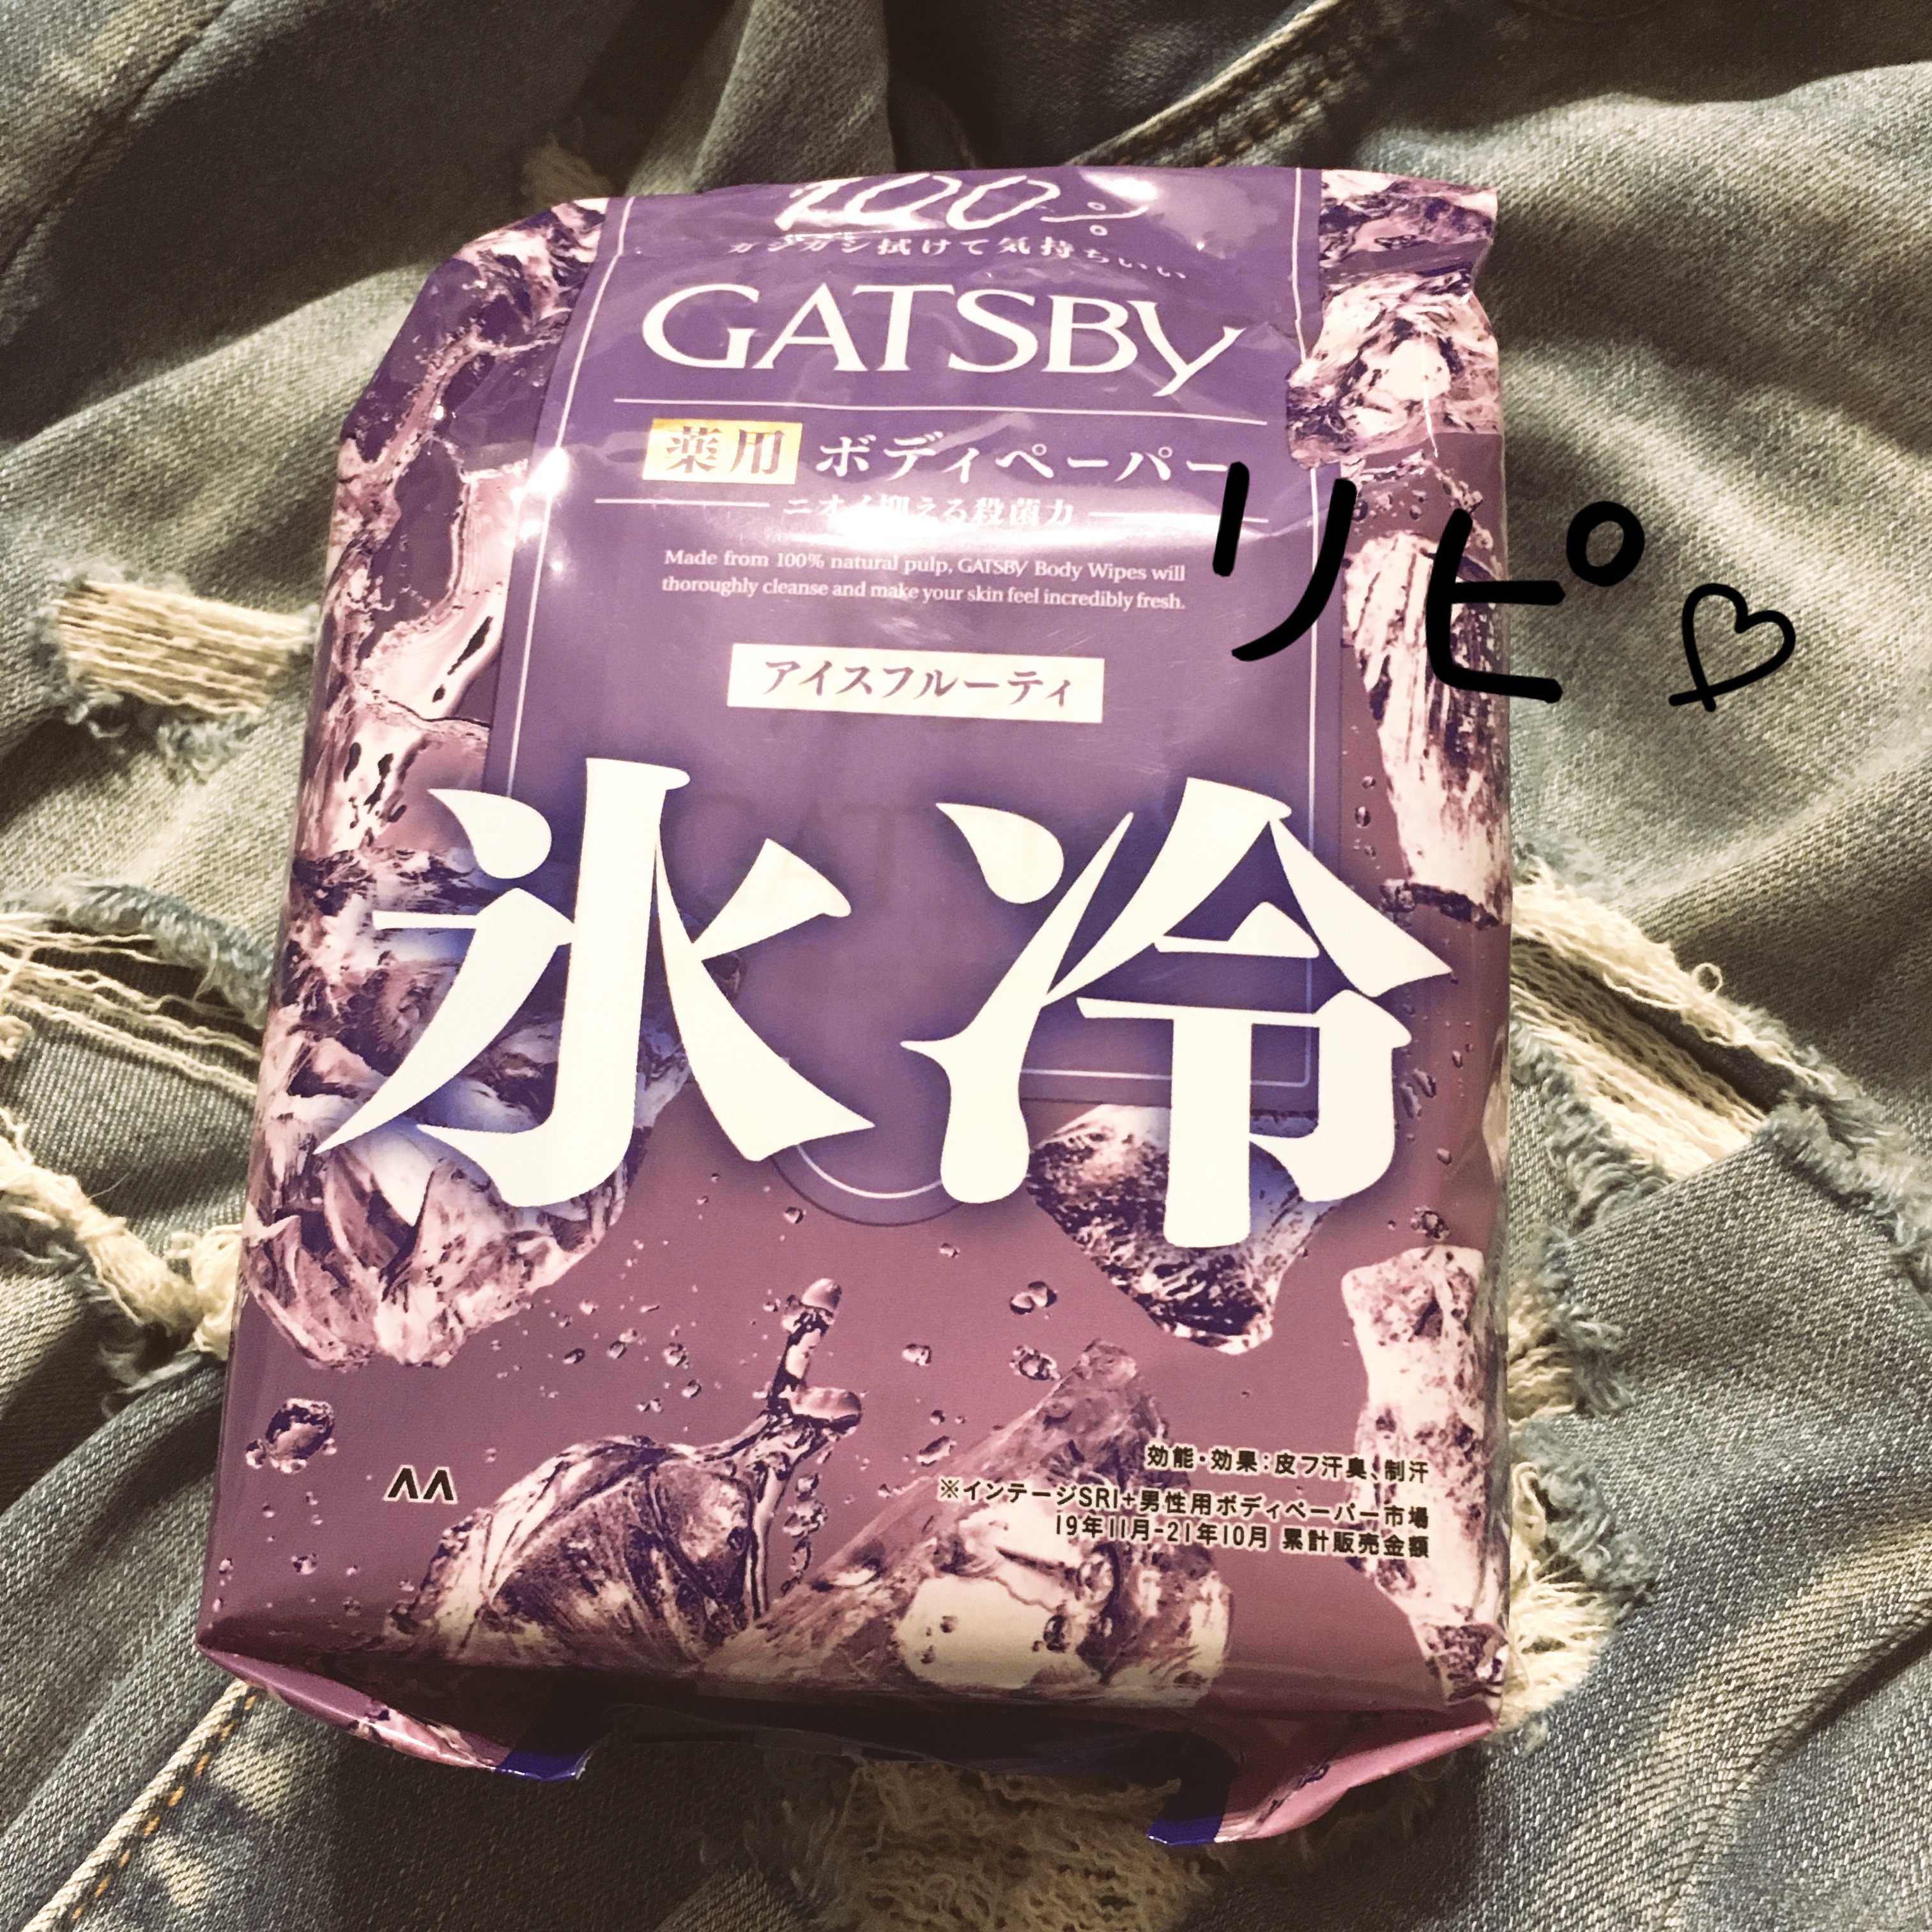 100%
ガシガシ拭けて気持ちいい
GATSBY
薬用 ボディペーパー
ニオイ抑える殺菌力
Made from 100% natural pulp, GATSBY Body Wipes will
thoroughly cleanse and make your skin feel incredibly fresh.
リピ♡
アイスフルーティ
氷冷
効能・効果：皮フ汗臭、制汗
※インテージSRI+男性用ボディペーパー市場
19年11月-21年10月 累計販売金額